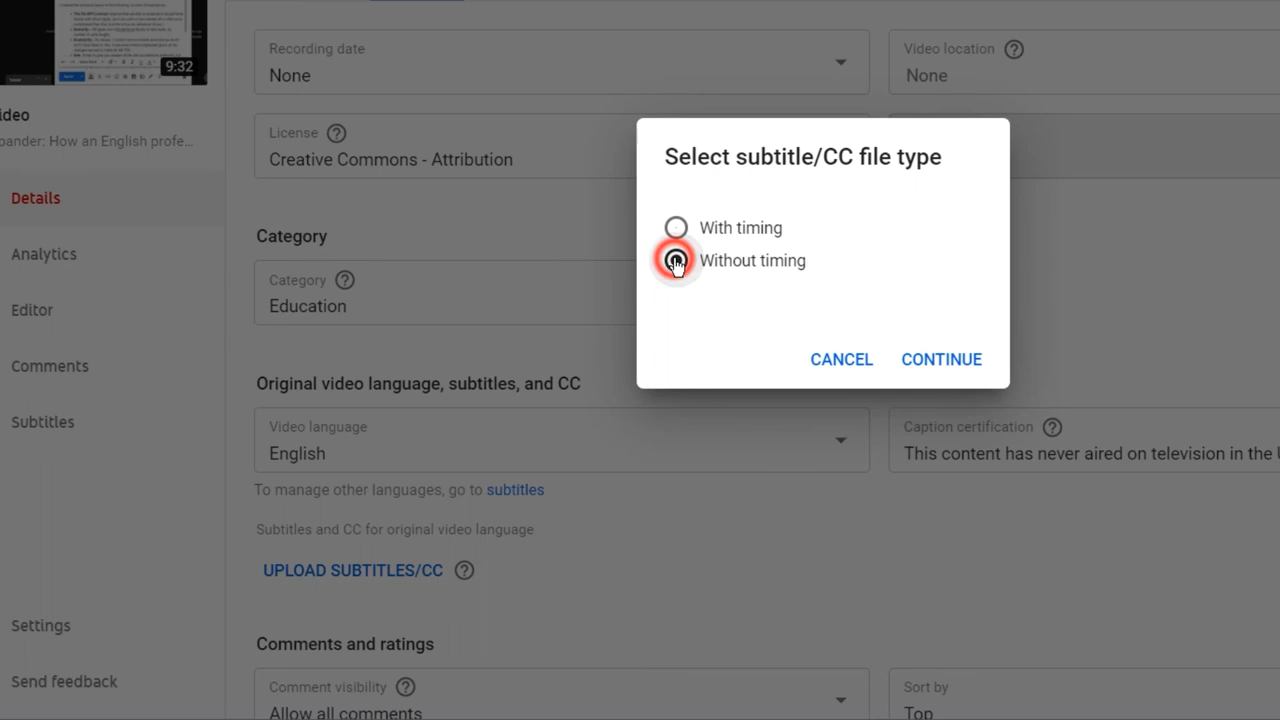 9:32
Recording date
None
Video location
None
ideo
pander: How an English profe...
License
Creative Commons - Attribution
Select subtitle/CC file type
With timing
Without timing
CANCEL
CONTINUE
Details
Analytics
Editor
Comments
Subtitles
Settings
Send feedback
Category
Category
Education
Original video language, subtitles, and CC
Video language
English
Caption certification
This content has never aired on television in the U
To manage other languages, go to subtitles
Subtitles and CC for original video language
UPLOAD SUBTITLES/CC
Comments and ratings
Comment visibility
Allow all comments
Sort by
Top